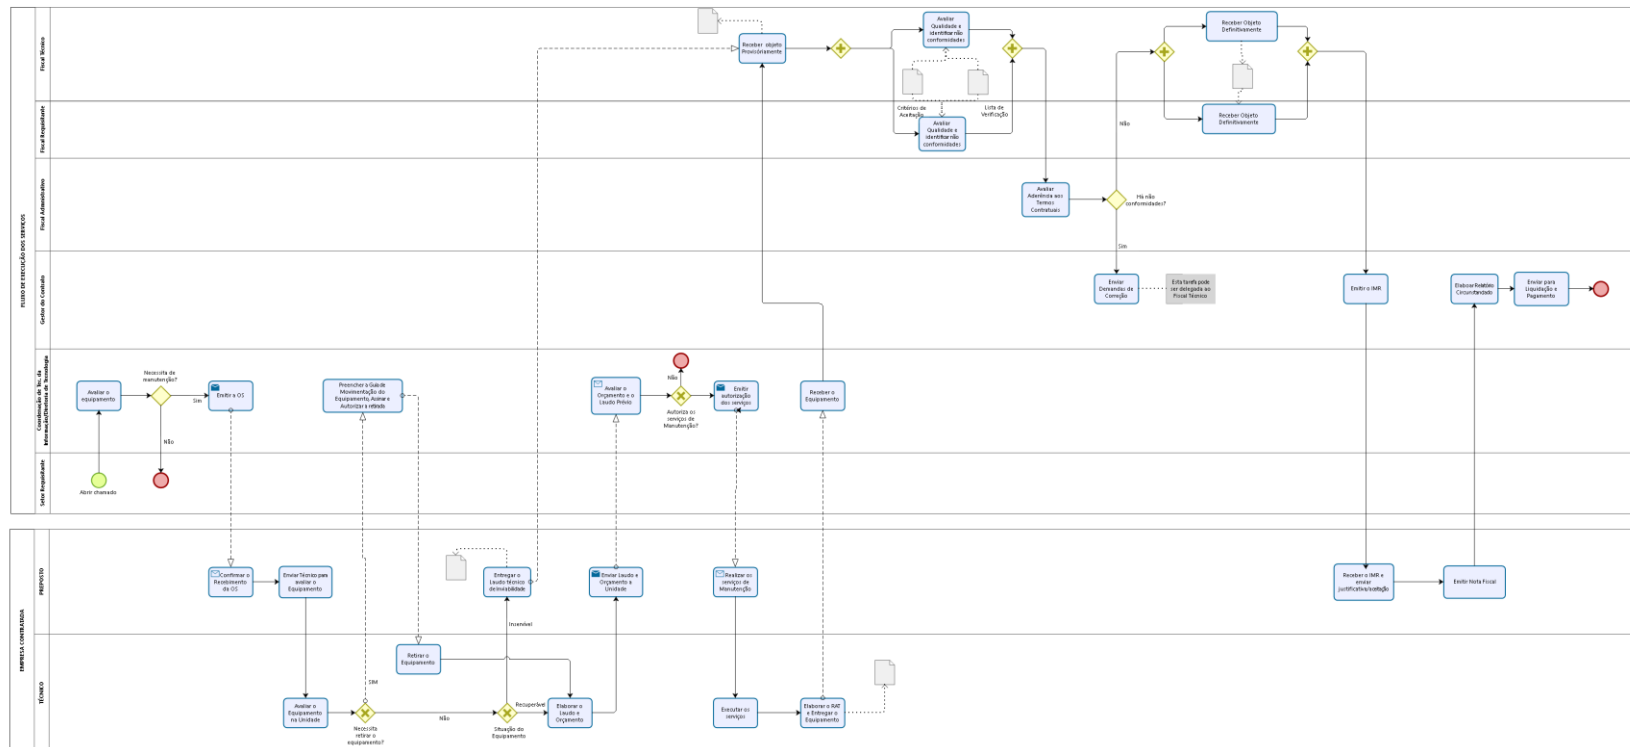 FLUXO DE EXECUÇÃO DOS SERVIÇOS
Fiscal Técnico
Receber objeto
Provisóriamente
Avaliar
Qualidade e
identificar não
conformidades
Critérios de
Aceitação
Lista de
Verificação
Receber Objeto
Definitivamente
Fiscal Requisitante
Avaliar
Qualidade e
identificar não
conformidades
Receber Objeto
Definitivamente
Não
Fiscal Administrativo
Avaliar
Aderência aos
Termos
Contratuais
Há não
conformidades?
Sim
Gestor do Contrato
Enviar
Demandas de
Correção
Esta tarefa pode
ser delegada ao
Fiscal Técnico
Emitir o IMR
Elaborar Relatório
Circunstanciado
Enviar para
Liquidação e
Pagamento
Coordenação de Tec. da
Informação/Diretoria de Tecnologia
Avaliar o
equipamento
Necessita de
manutenção?
Sim
Não
Emitir a OS
Preencher a Guia de
Movimentação do
Equipamento, Assinar e
Autorizar a retirada
Avaliar o
Orçamento e o
Laudo Prévio
Não
Autoriza os
serviços de
Manutenção?
Emitir
autorização
dos serviços
Receber o
Equipamento
Setor Requisitante
Abrir chamado
EMPRESA CONTRATADA
PREPOSTO
Confirmar o
Recebimento
da OS
Enviar Técnico para
avaliar o
Equipamento
Entregar o
Laudo técnico
de Inviabilidade
Inservível
Enviar Laudo e
Orçamento a
Unidade
Realizar os
serviços de
Manutenção
Receber o IMR e
enviar
justificativa/aceitação
Emitir Nota Fiscal
TÉCNICO
Retirar o
Equipamento
SIM
Avaliar o
Equipamento
na Unidade
Necessita
retirar o
equipamento?
Não
Situação do
Equipamento
Recuperável
Elaborar o
Laudo e
Orçamento
Executar os
serviços
Elaborar o RAT
e Entregar o
Equipamento